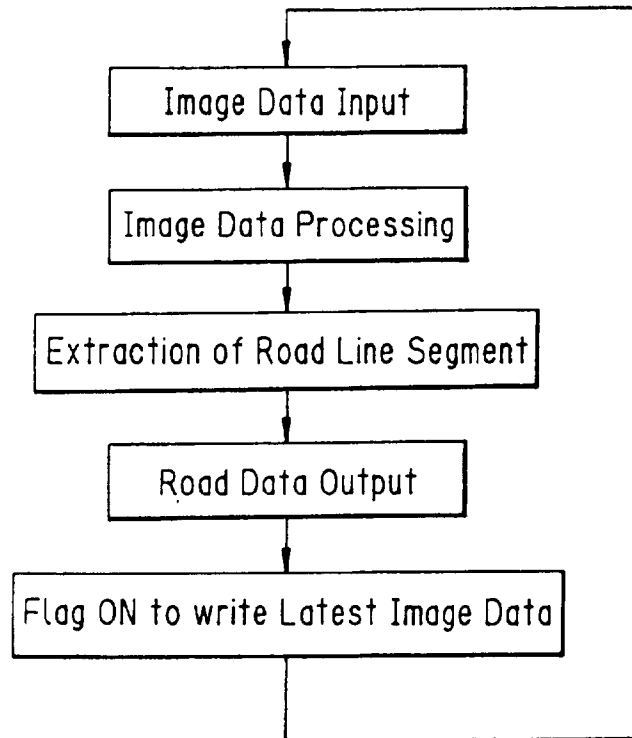 Image Data Input
Image Data Processing
Extraction of Road Line Segment
Road Data Output
Flag ON to write Latest Image Data